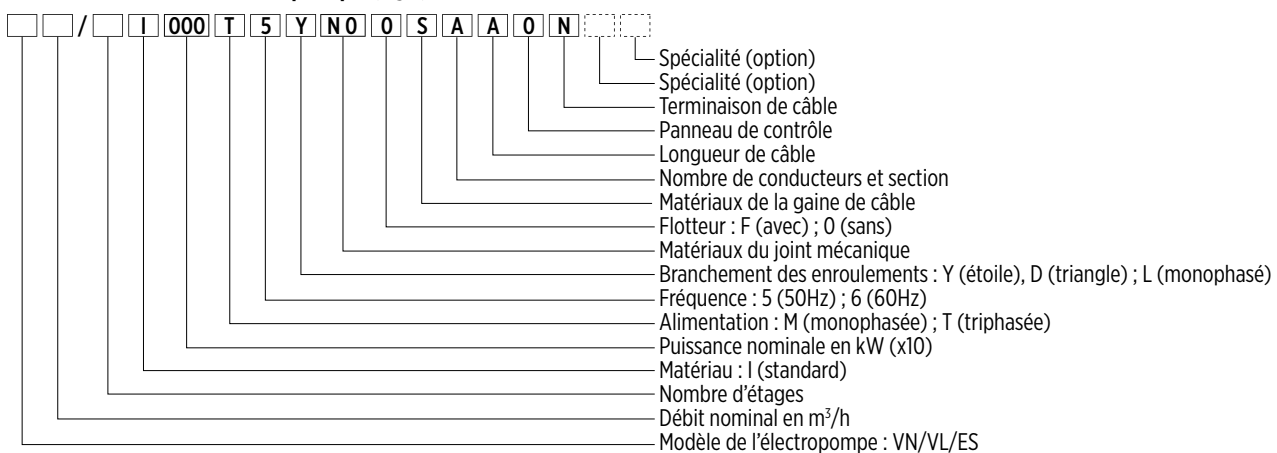 / I 000 T 5 Y N0 0 S A A 0 N
Spécialité (option)
Spécialité (option)
Terminaison de câble
Panneau de contrôle
Longueur de câble
Nombre de conducteurs et section
Matériaux de la gaine de câble
Flotteur : F (avec) ; 0 (sans)
Matériaux du joint mécanique
Branchement des enroulements : Y (étoile), D (triangle) ; L (monophasé)
Fréquence : 5 (50Hz) ; 6 (60Hz)
Alimentation : M (monophasée) ; T (triphasée)
Puissance nominale en kW (x10)
Matériau : I (standard)
Nombre d'étages
Débit nominal en m³/h
Modèle de l'électropompe : VN/VL/ES